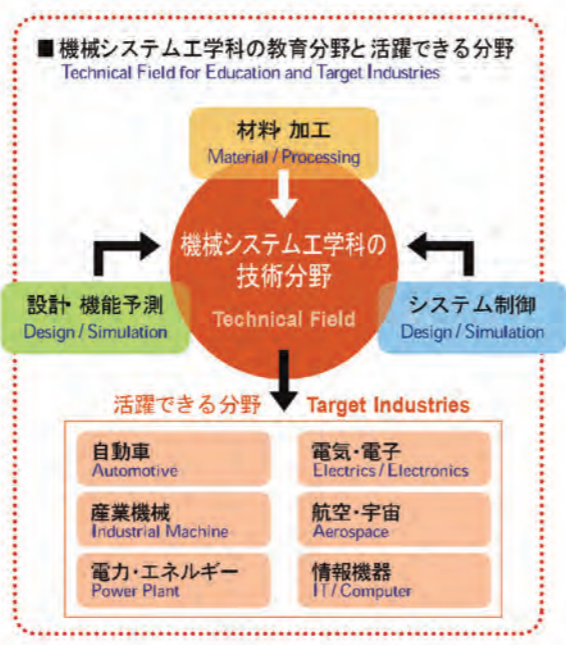 ■機械システム工学科の教育分野と活躍できる分野
Technical Field for Education and Target Industries
材料・加工
Material / Processing
機械システム工学科の
技術分野
Technical Field
設計・機能予測
Design / Simulation
システム制御
Design / Simulation
活躍できる分野 Target Industries
自動車
Automotive
電気・電子
Electrics / Electronics
産業機械
Industrial Machine
航空・宇宙
Aerospace
電力・エネルギー
Power Plant
情報機器
IT / Computer